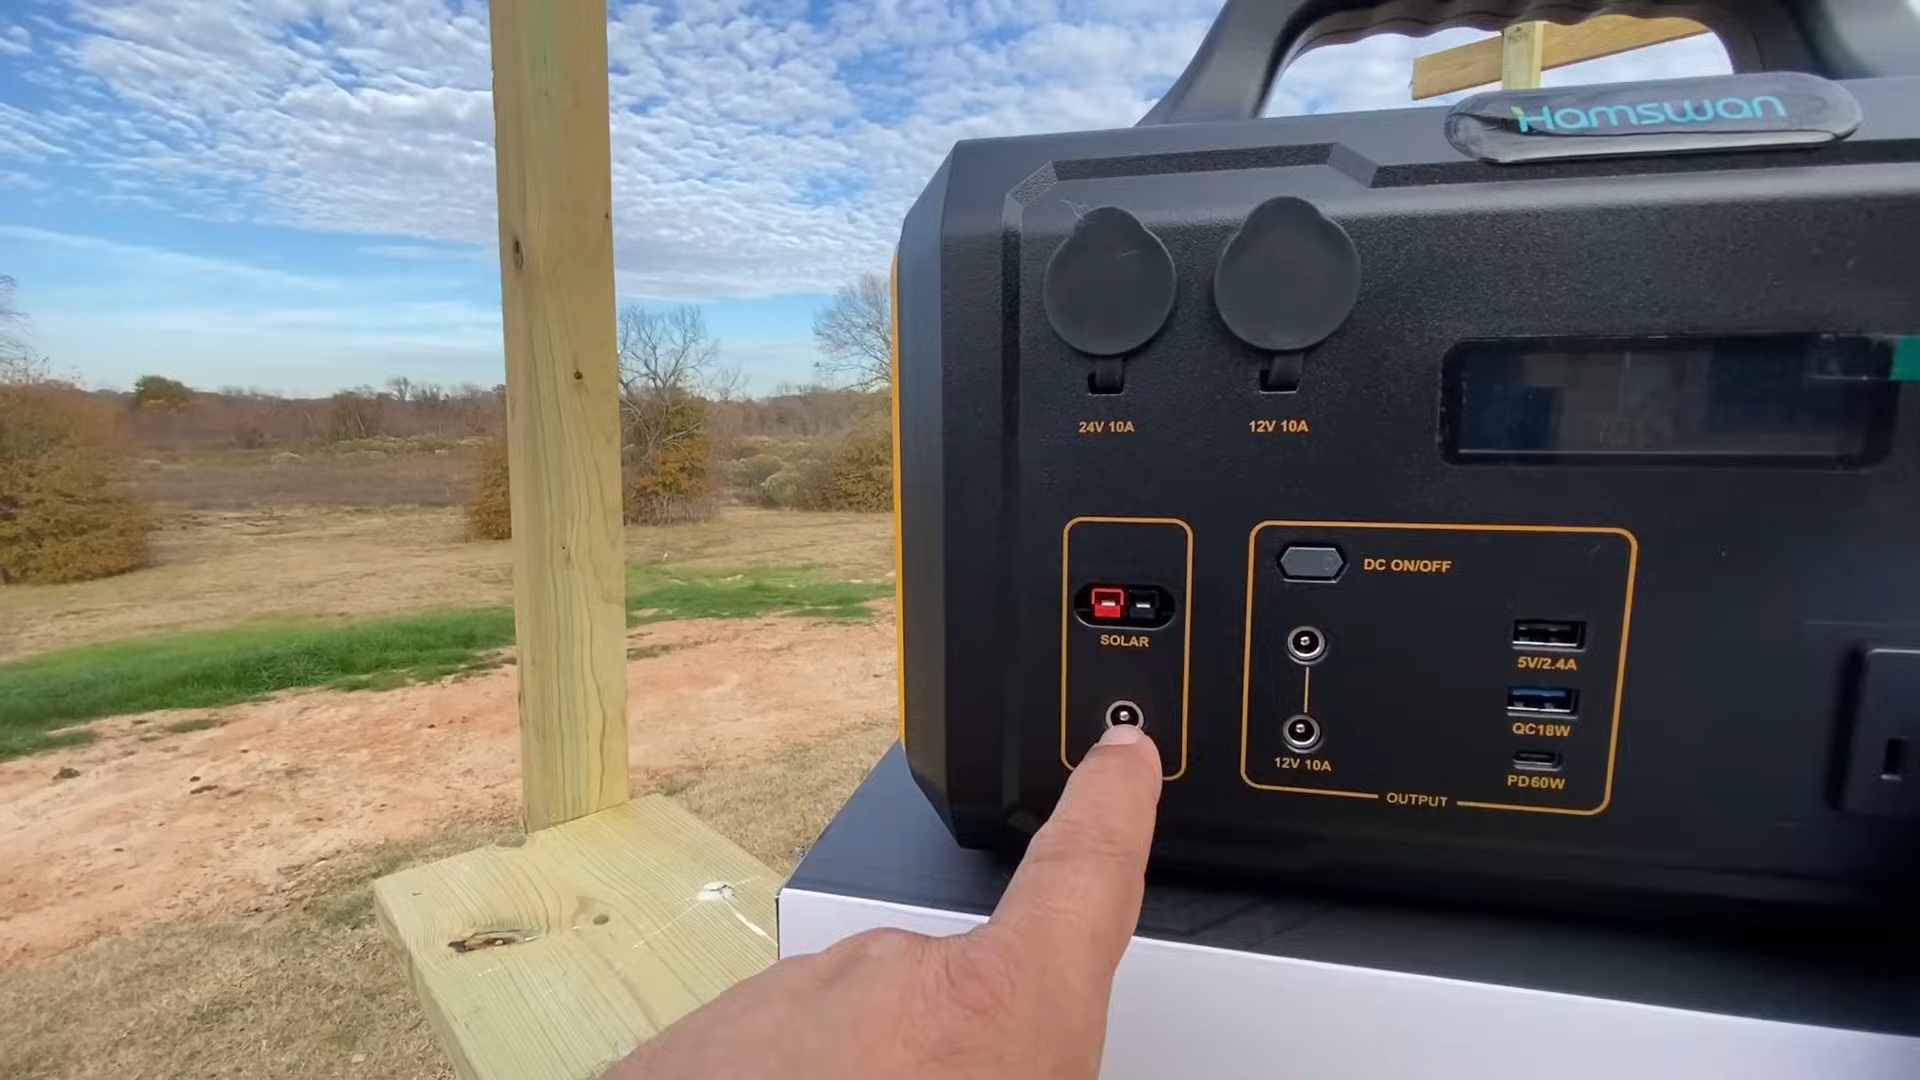 Hamswan
24V 10A
12V 10A
SOLAR
DC ON/OFF
12V 10A
5V/2.4A
QC18W
PD60W
OUTPUT